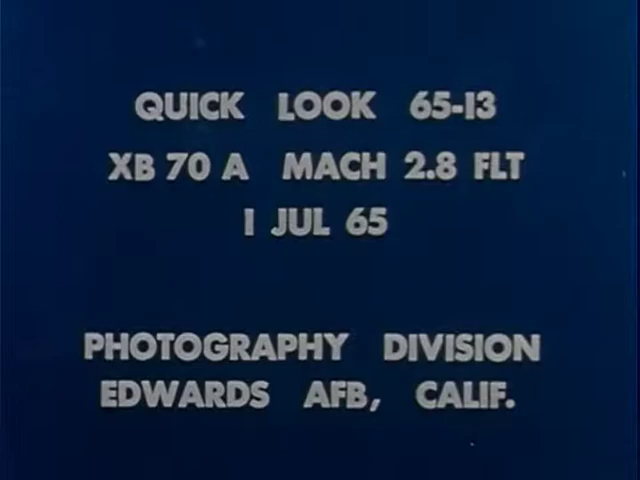 QUICK LOOK 65-13
XB 70 A MACH 2.8 FLT
1 JUL 65
PHOTOGRAPHY DIVISION
EDWARDS AFB, CALIF.